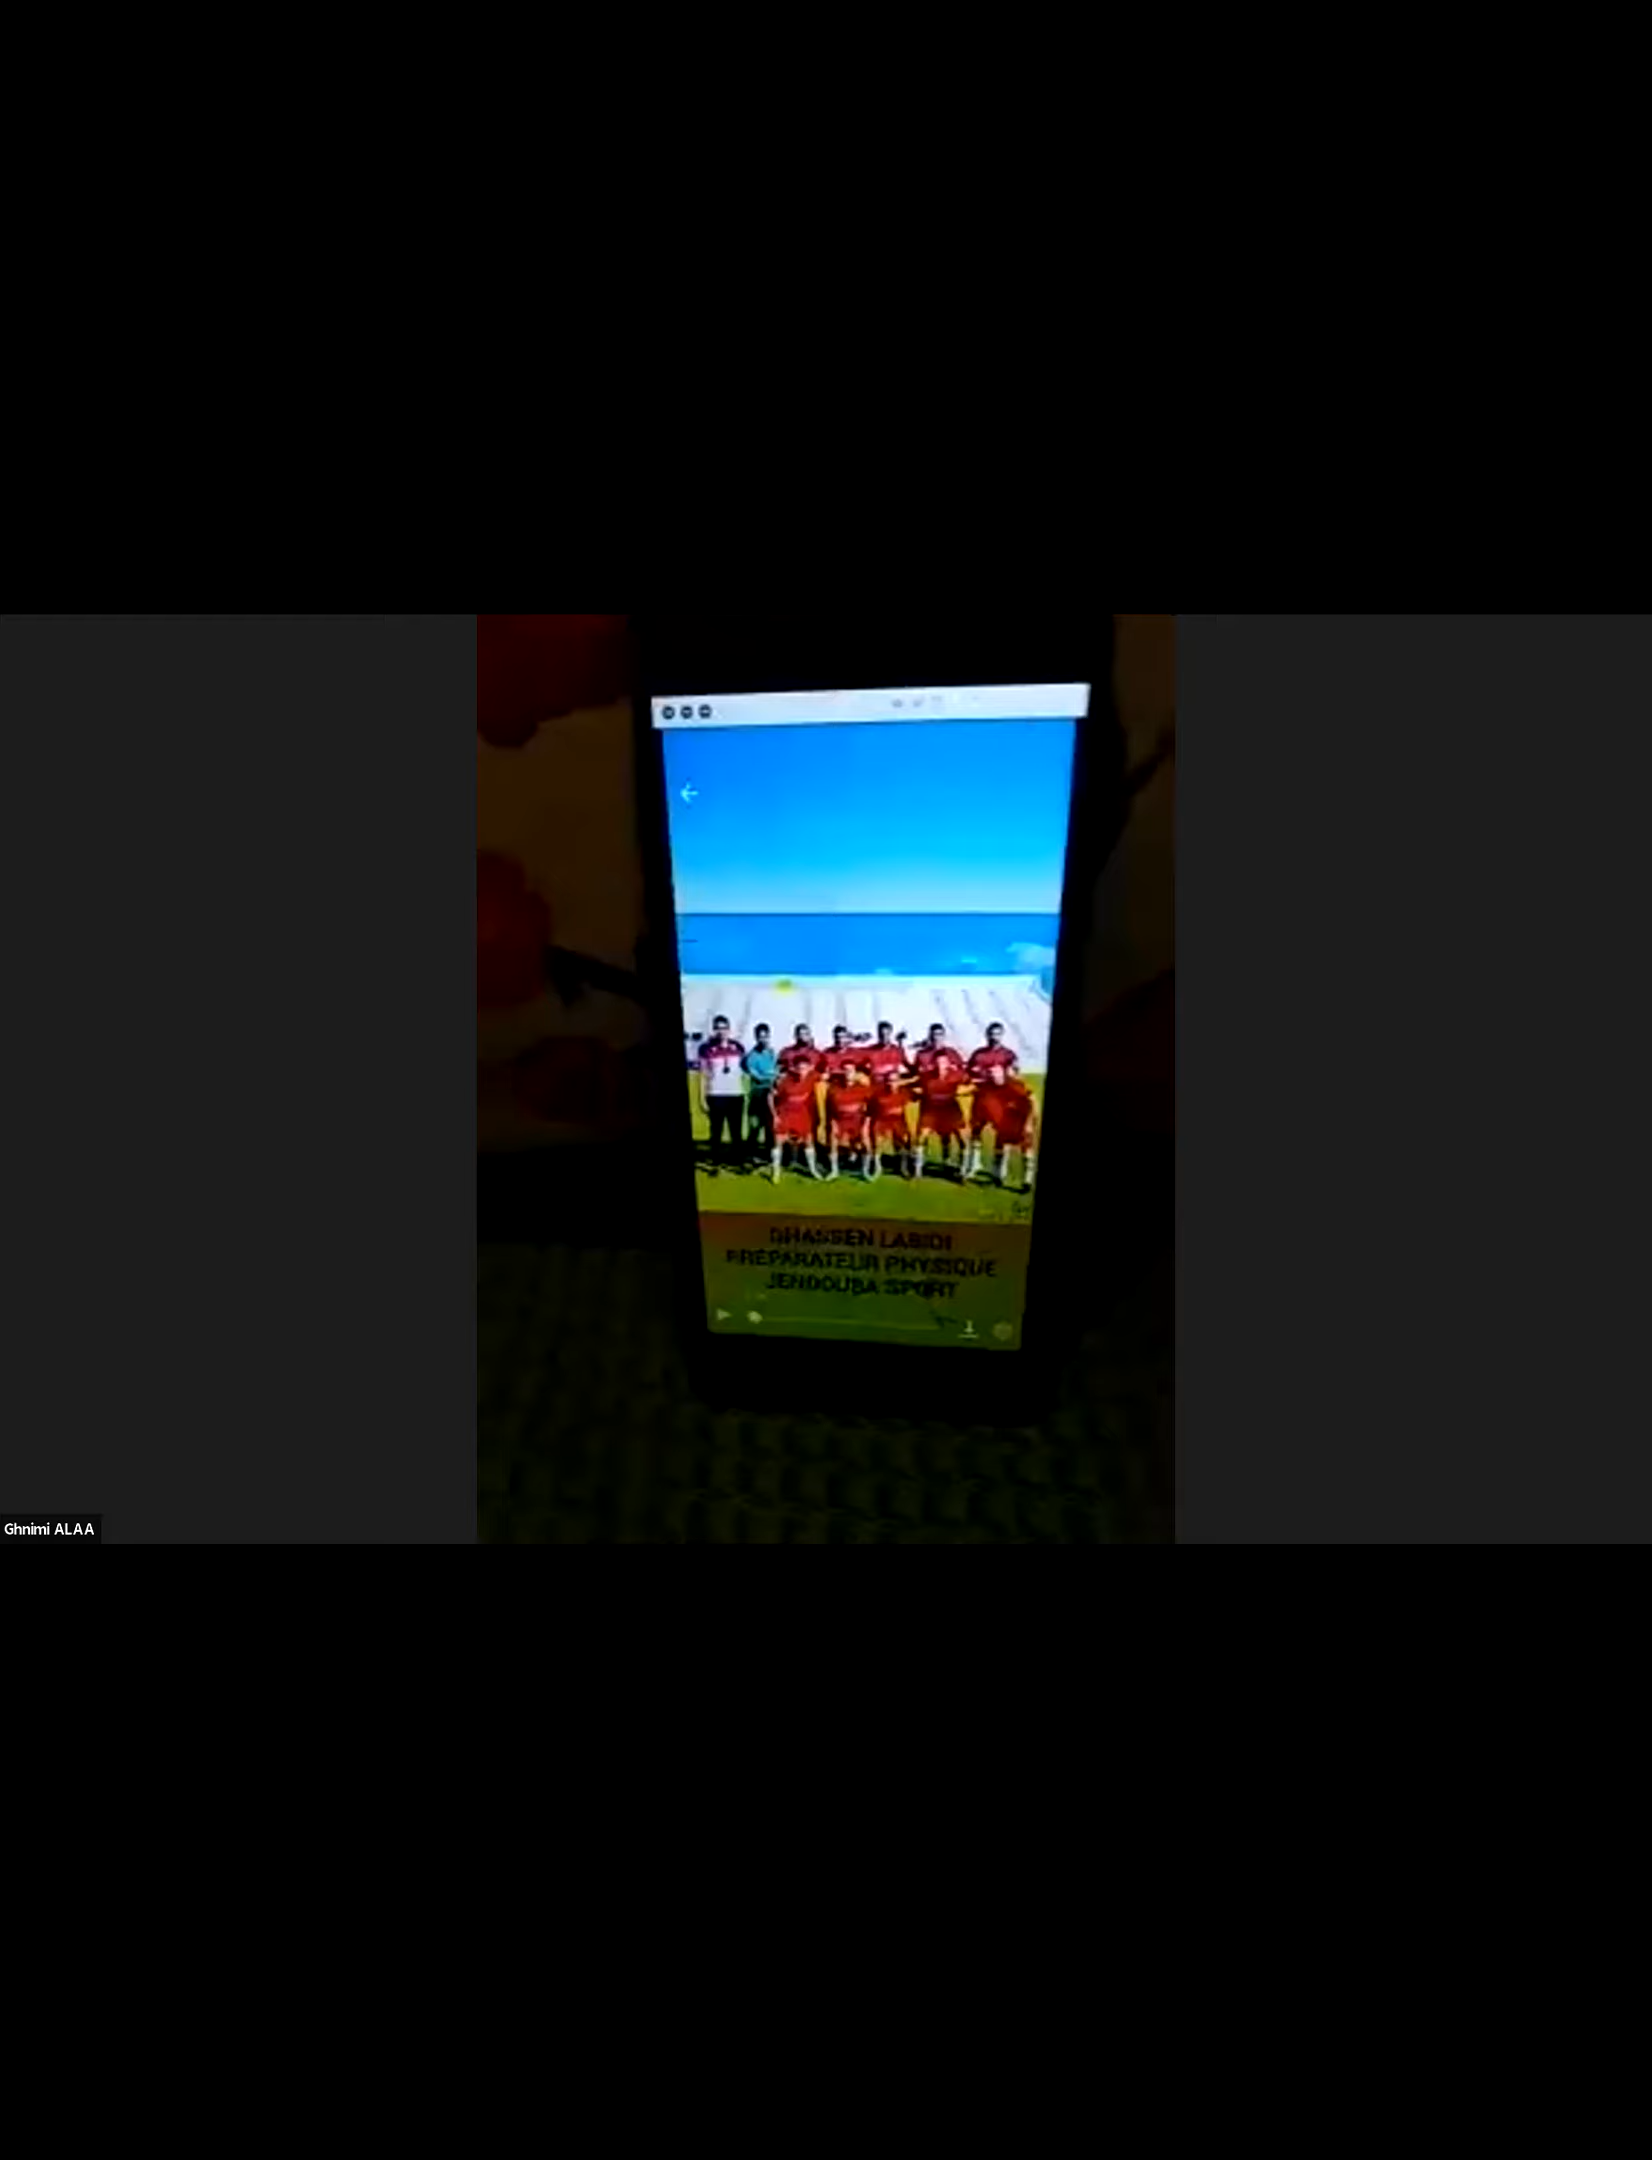 GHASSEN LABIDI
PRÉPARATEUR PHYSIQUE
JENDOUBA SPORT
Ghnimi ALAA